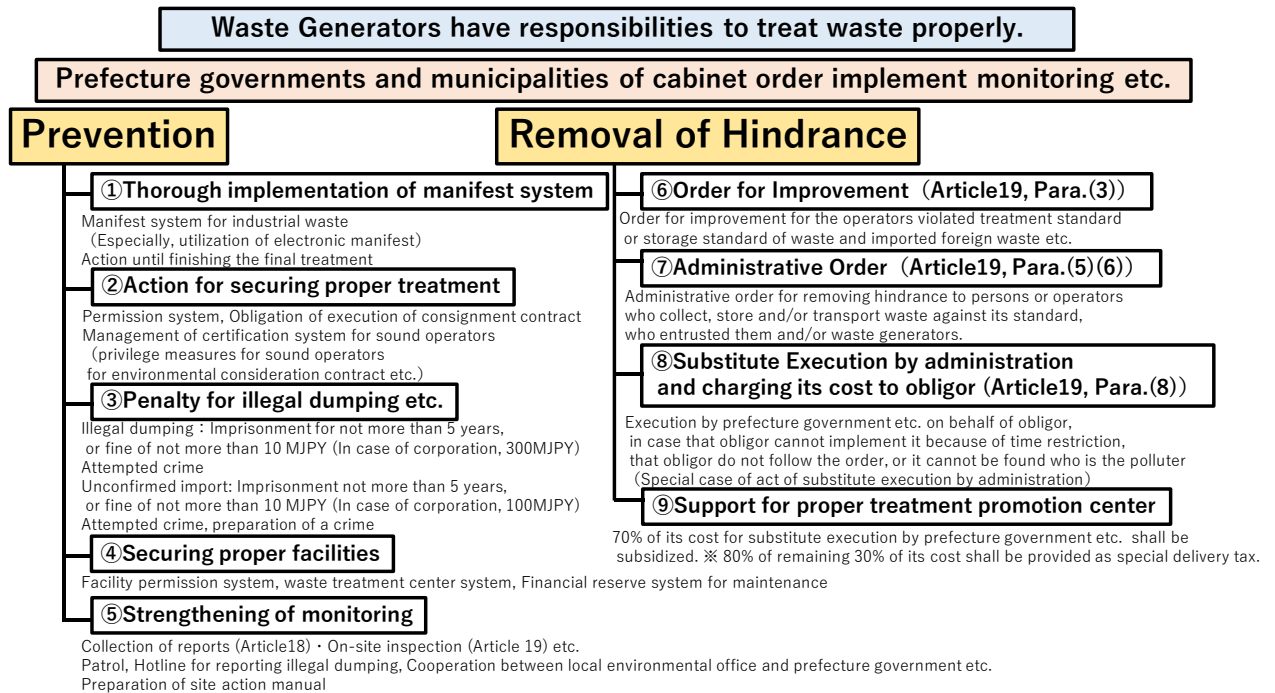 Waste Generators have responsibilities to treat waste properly.
Prefecture governments and municipalities of cabinet order implement monitoring etc.
Prevention
①Thorough implementation of manifest system
Manifest system for industrial waste
（Especially, utilization of electronic manifest）
Action until finishing the final treatment
②Action for securing proper treatment
Permission system, Obligation of execution of consignment contract
Management of certification system for sound operators
（privilege measures for sound operators
for environmental consideration contract etc.）
③Penalty for illegal dumping etc.
Illegal dumping：Imprisonment for not more than 5 years,
or fine of not more than 10 MJPY (In case of corporation, 300MJPY)
Attempted crime
Unconfirmed import: Imprisonment not more than 5 years,
or fine of not more than 10 MJPY (In case of corporation, 100MJPY)
Attempted crime, preparation of a crime
④Securing proper facilities
Facility permission system, waste treatment center system, Financial reserve system for maintenance
⑤Strengthening of monitoring
Collection of reports (Article18)・On-site inspection (Article 19) etc.
Patrol, Hotline for reporting illegal dumping, Cooperation between local environmental office and prefecture government etc.
Preparation of site action manual
Removal of Hindrance
⑥Order for Improvement（Article19, Para.(3)）
Order for improvement for the operators violated treatment standard
or storage standard of waste and imported foreign waste etc.
⑦Administrative Order（Article19, Para.(5)(6)）
Administrative order for removing hindrance to persons or operators
who collect, store and/or transport waste against its standard,
who entrusted them and/or waste generators.
⑧Substitute Execution by administration
and charging its cost to obligor (Article19, Para.(8)）
Execution by prefecture government etc. on behalf of obligor,
in case that obligor cannot implement it because of time restriction,
that obligor do not follow the order, or it cannot be found who is the polluter
（Special case of act of substitute execution by administration）
⑨Support for proper treatment promotion center
70% of its cost for substitute execution by prefecture government etc. shall be
subsidized. ※ 80% of remaining 30% of its cost shall be provided as special delivery tax.